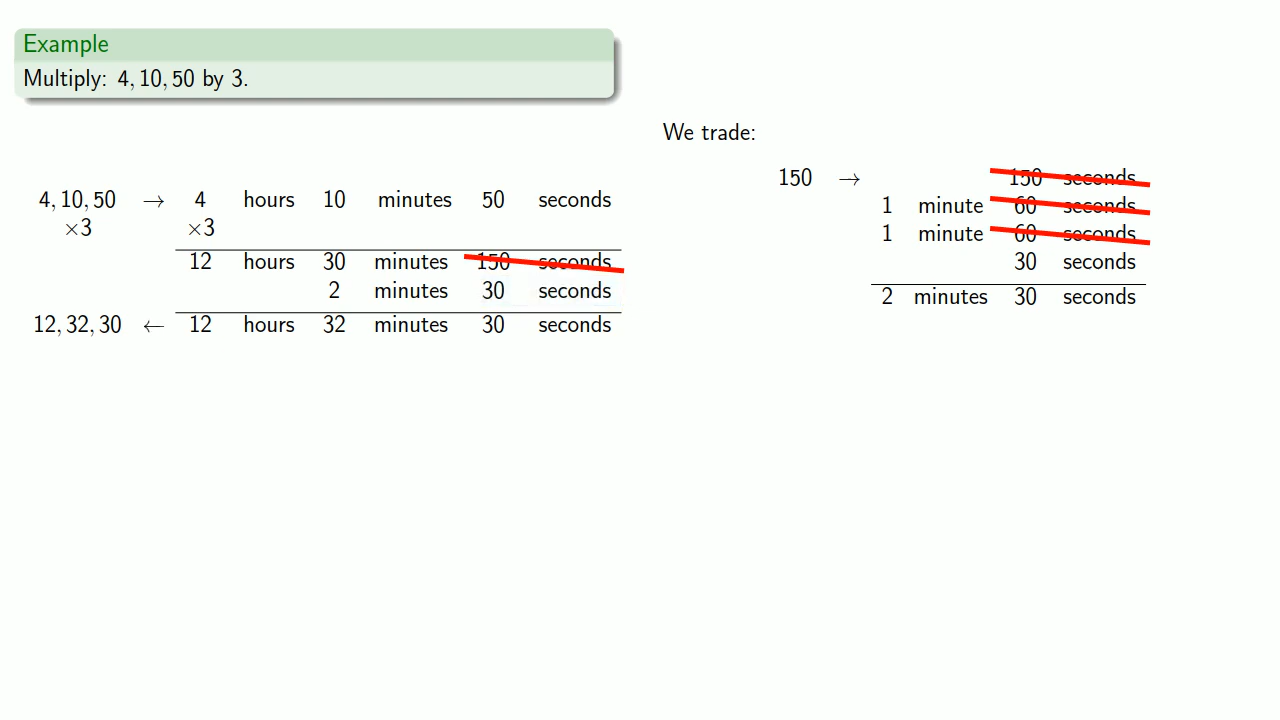 Example
Multiply: 4, 10, 50 by 3.
We trade:
4, 10, 50 → 4 hours 10 minutes 50 seconds
×3 ×3
12 hours 30 minutes 150 seconds
2 minutes 30 seconds
12, 32, 30 ← 12 hours 32 minutes 30 seconds
150 → 150 seconds
1 minute 60 seconds
1 minute 60 seconds
30 seconds
2 minutes 30 seconds